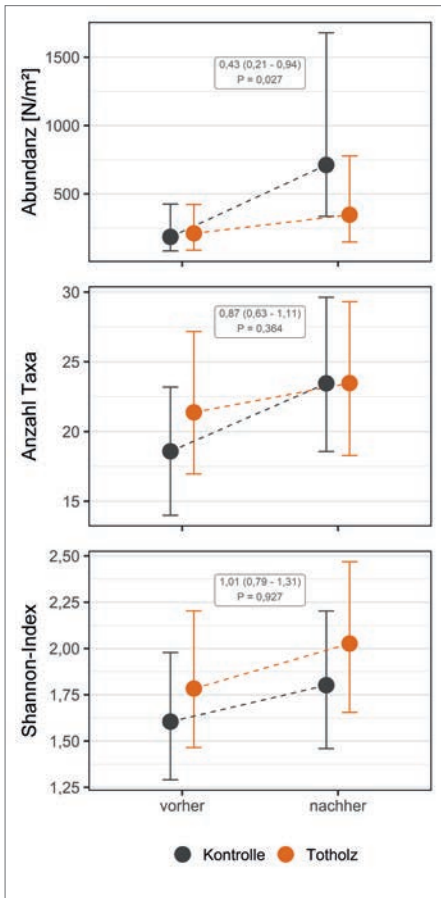 Abundanz [N/m²]
1500
1000
500
0,43 (0,21 - 0,94)
P = 0,027
Anzahl Taxa
30
25
20
15
0,87 (0,63 - 1,11)
P = 0,364
Shannon-Index
2,50
2,25
2,00
1,75
1,50
1,25
1,01 (0,79 - 1,31)
P = 0,927
vorher nachher
Kontrolle Totholz